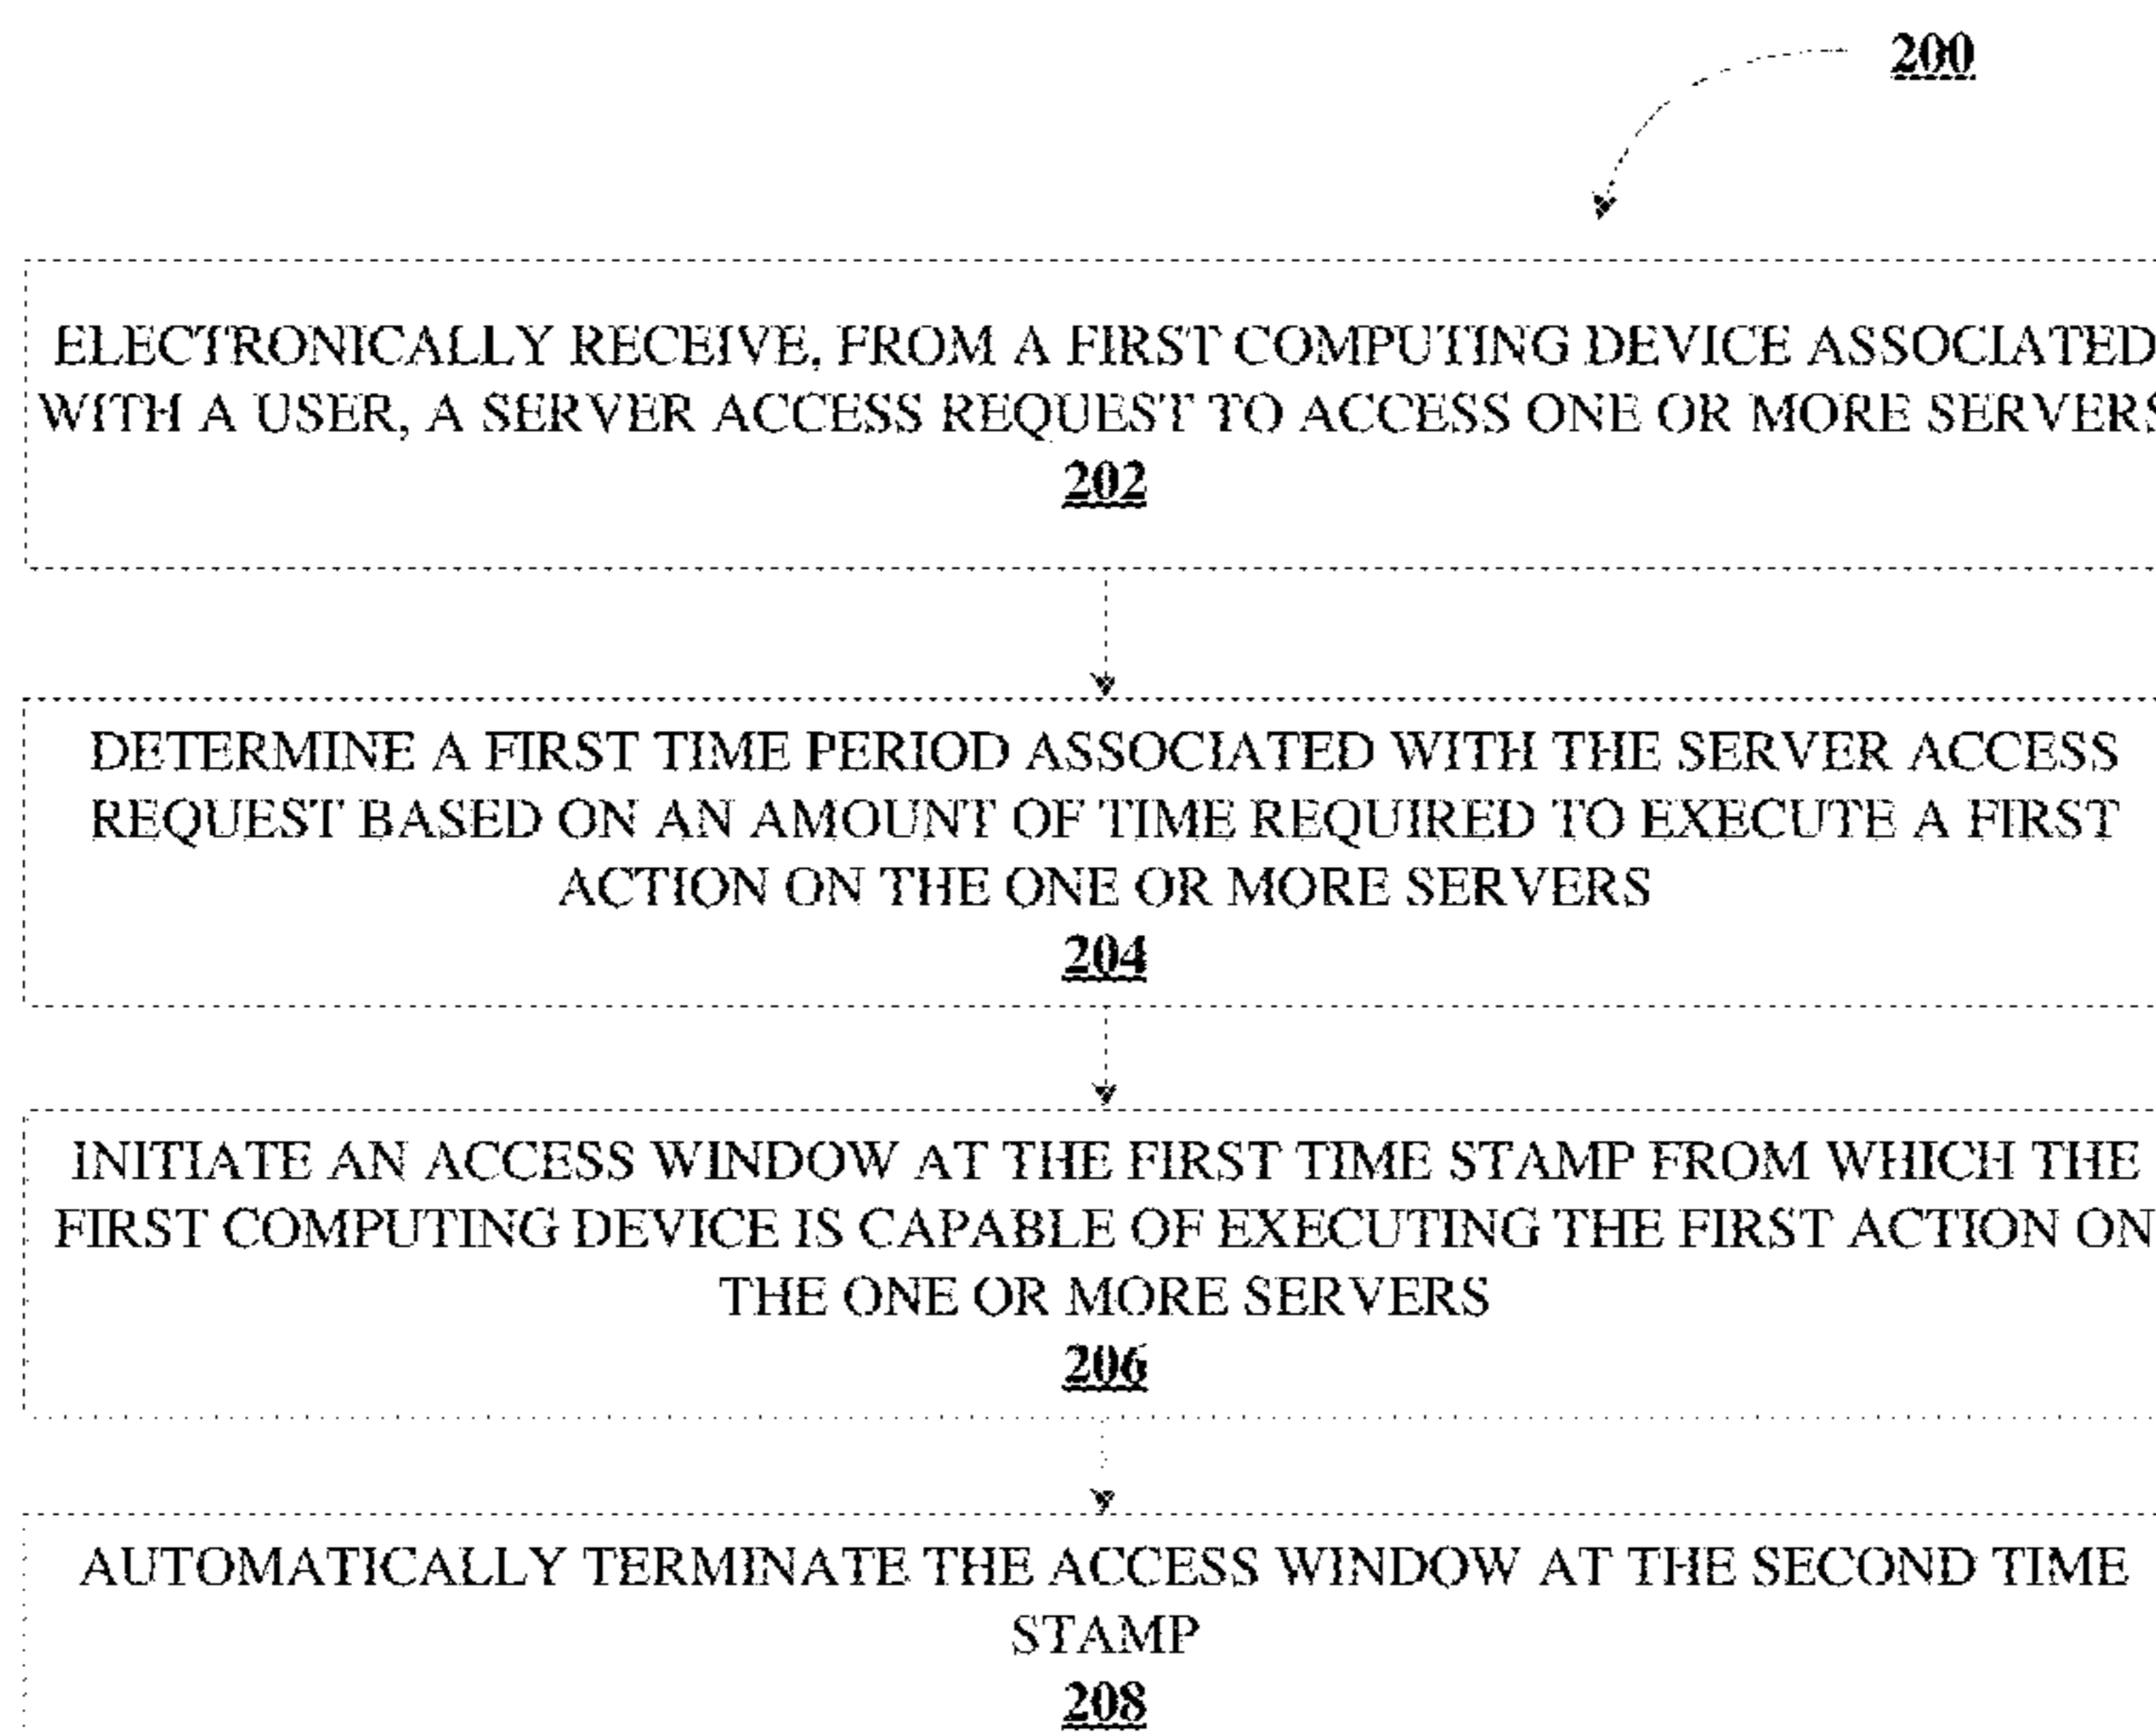 200
ELECTRONICALLY RECEIVE, FROM A FIRST COMPUTING DEVICE ASSOCIATED
WITH A USER, A SERVER ACCESS REQUEST TO ACCESS ONE OR MORE SERVERS
202
DETERMINE A FIRST TIME PERIOD ASSOCIATED WITH THE SERVER ACCESS
REQUEST BASED ON AN AMOUNT OF TIME REQUIRED TO EXECUTE A FIRST
ACTION ON THE ONE OR MORE SERVERS
204
INITIATE AN ACCESS WINDOW AT THE FIRST TIME STAMP FROM WHICH THE
FIRST COMPUTING DEVICE IS CAPABLE OF EXECUTING THE FIRST ACTION ON
THE ONE OR MORE SERVERS
206
AUTOMATICALLY TERMINATE THE ACCESS WINDOW AT THE SECOND TIME
STAMP
208